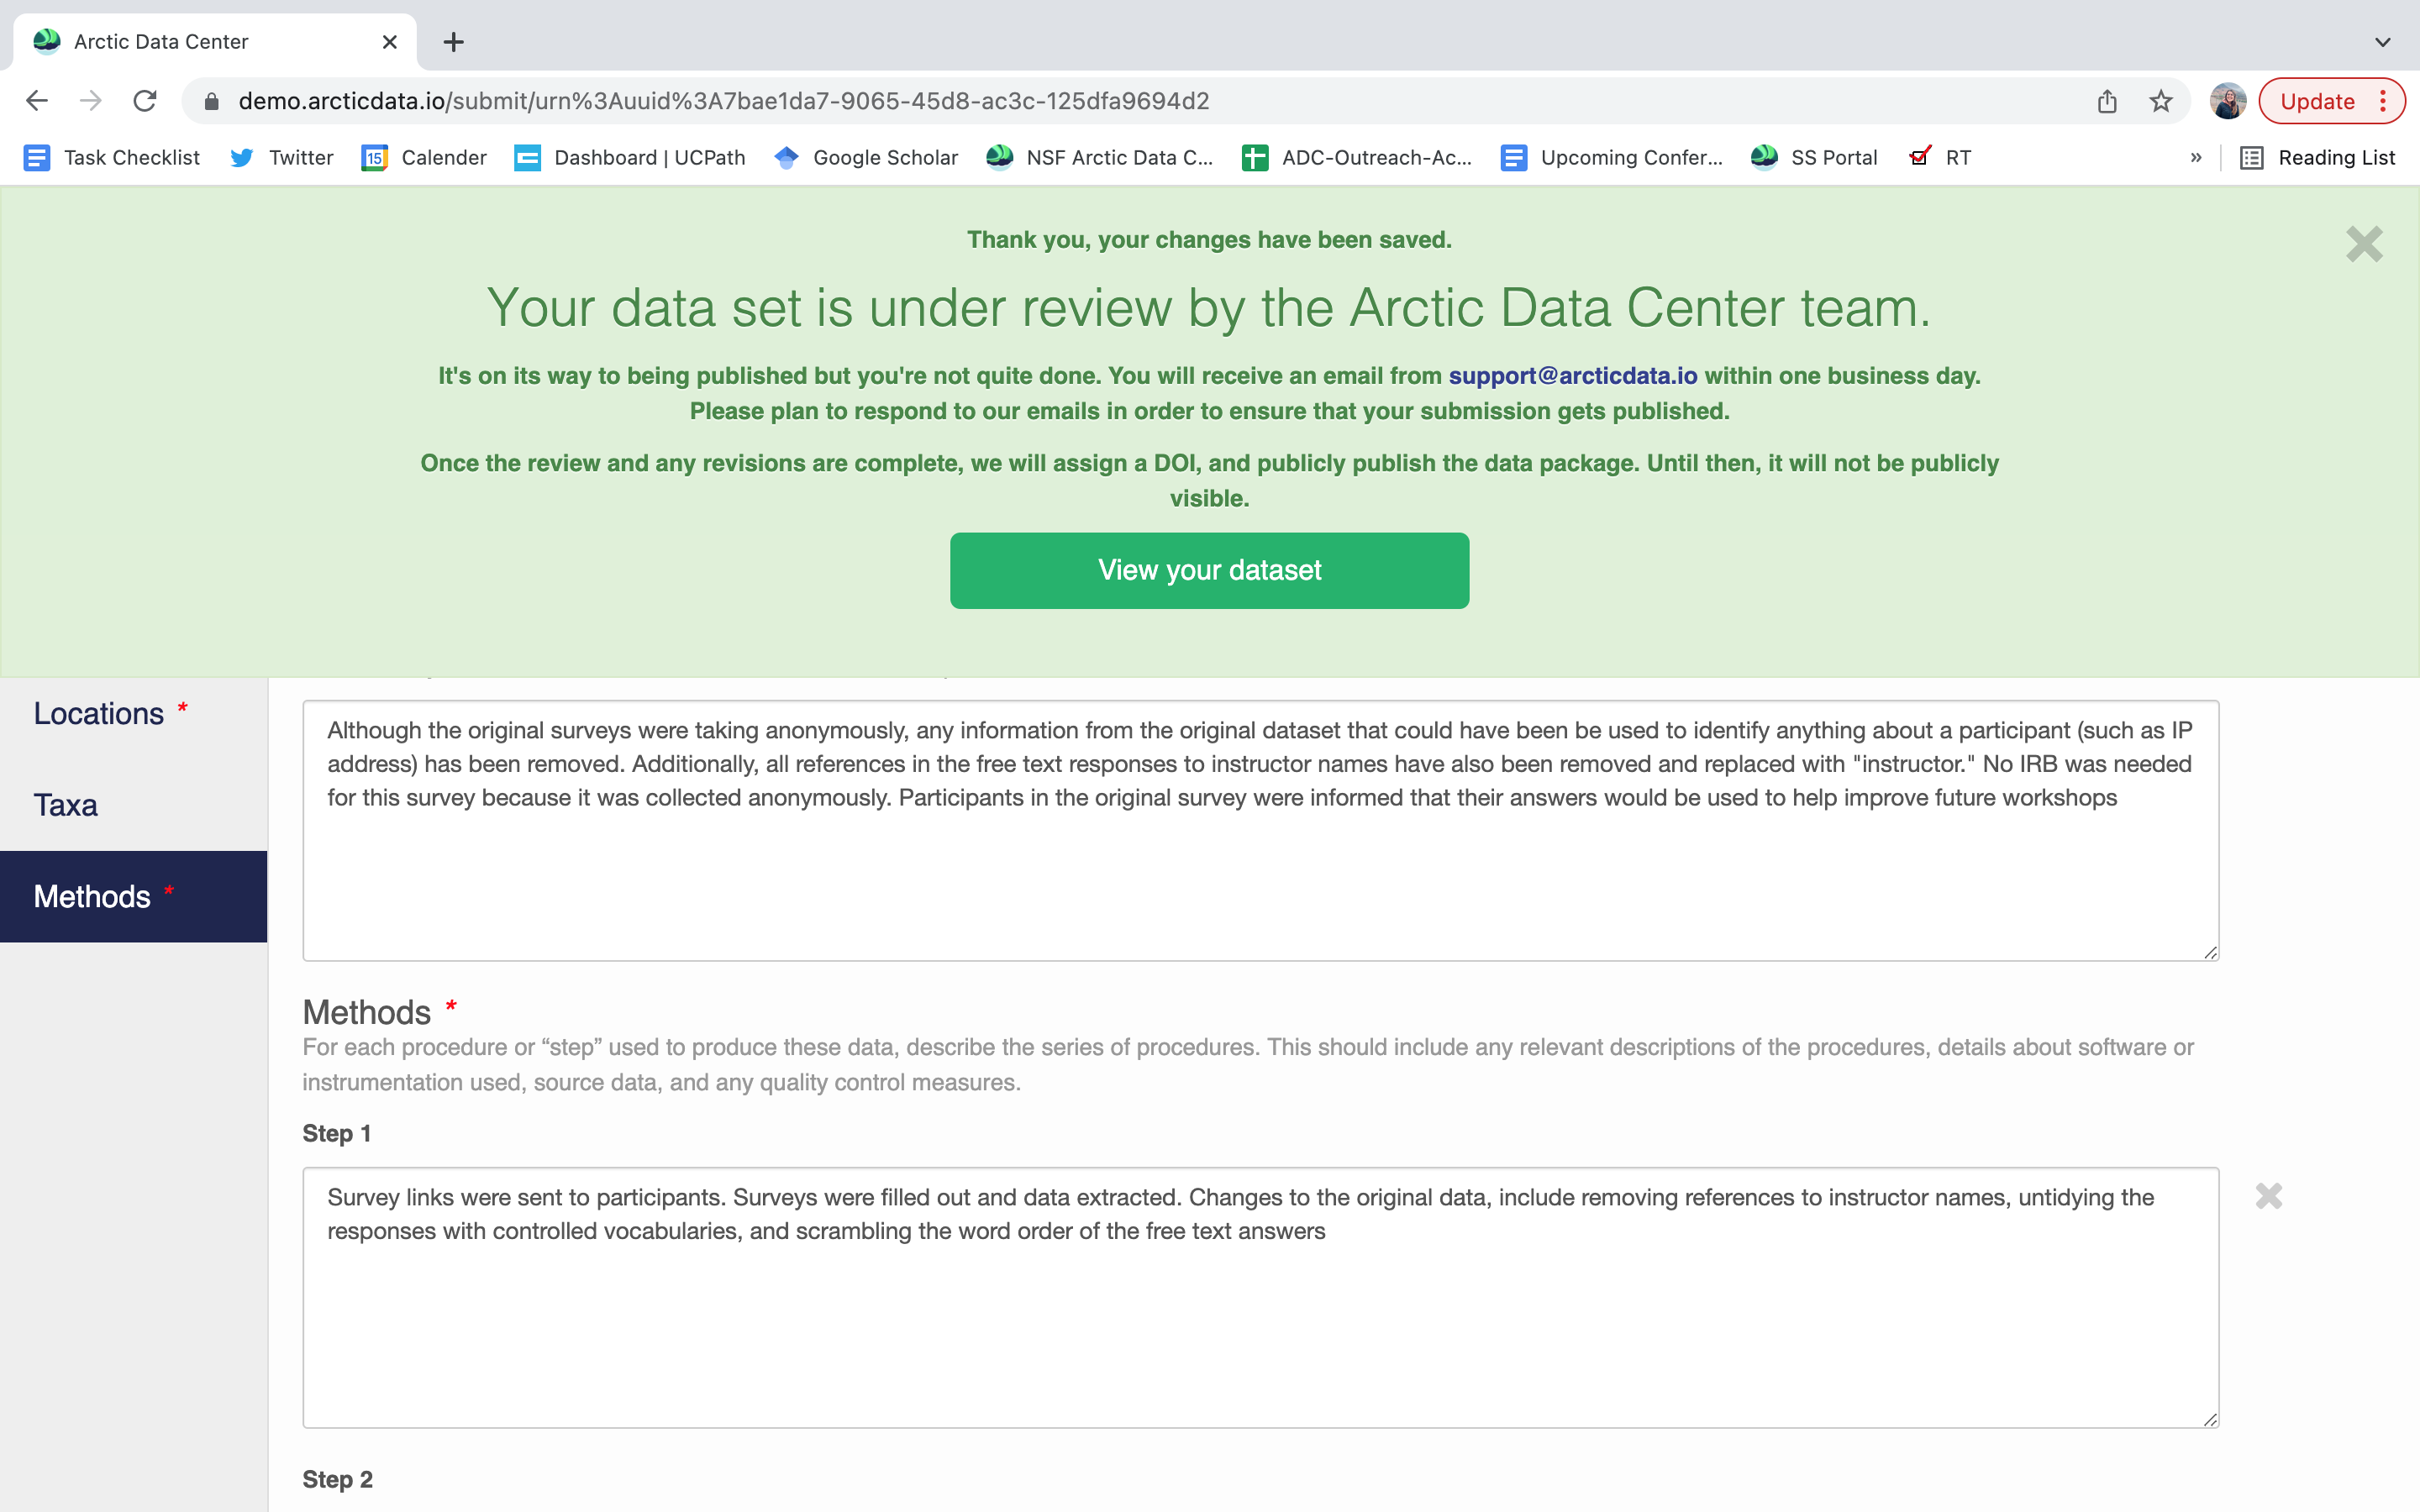 Arctic Data Center
demo.arcticdata.io/submit/urn%3Auuid%3A7bae1da7-9065-45d8-ac3c-125dfa9694d2
Update
Task Checklist
Twitter
15
Calender
Dashboard | UCPath
Google Scholar
NSF Arctic Data C...
ADC-Outreach-Ac...
Upcoming Confer...
SS Portal
RT
»
Reading List
Thank you, your changes have been saved.
Your data set is under review by the Arctic Data Center team.
It's on its way to being published but you're not quite done. You will receive an email from support@arcticdata.io within one business day.
Please plan to respond to our emails in order to ensure that your submission gets published.
Once the review and any revisions are complete, we will assign a DOI, and publicly publish the data package. Until then, it will not be publicly
visible.
View your dataset
Locations *
Taxa
Methods *
Although the original surveys were taking anonymously, any information from the original dataset that could have been be used to identify anything about a participant (such as IP
address) has been removed. Additionally, all references in the free text responses to instructor names have also been removed and replaced with "instructor." No IRB was needed
for this survey because it was collected anonymously. Participants in the original survey were informed that their answers would be used to help improve future workshops
Methods *
For each procedure or “step” used to produce these data, describe the series of procedures. This should include any relevant descriptions of the procedures, details about software or
instrumentation used, source data, and any quality control measures.
Step 1
Survey links were sent to participants. Surveys were filled out and data extracted. Changes to the original data, include removing references to instructor names, untidying the
responses with controlled vocabularies, and scrambling the word order of the free text answers
Step 2